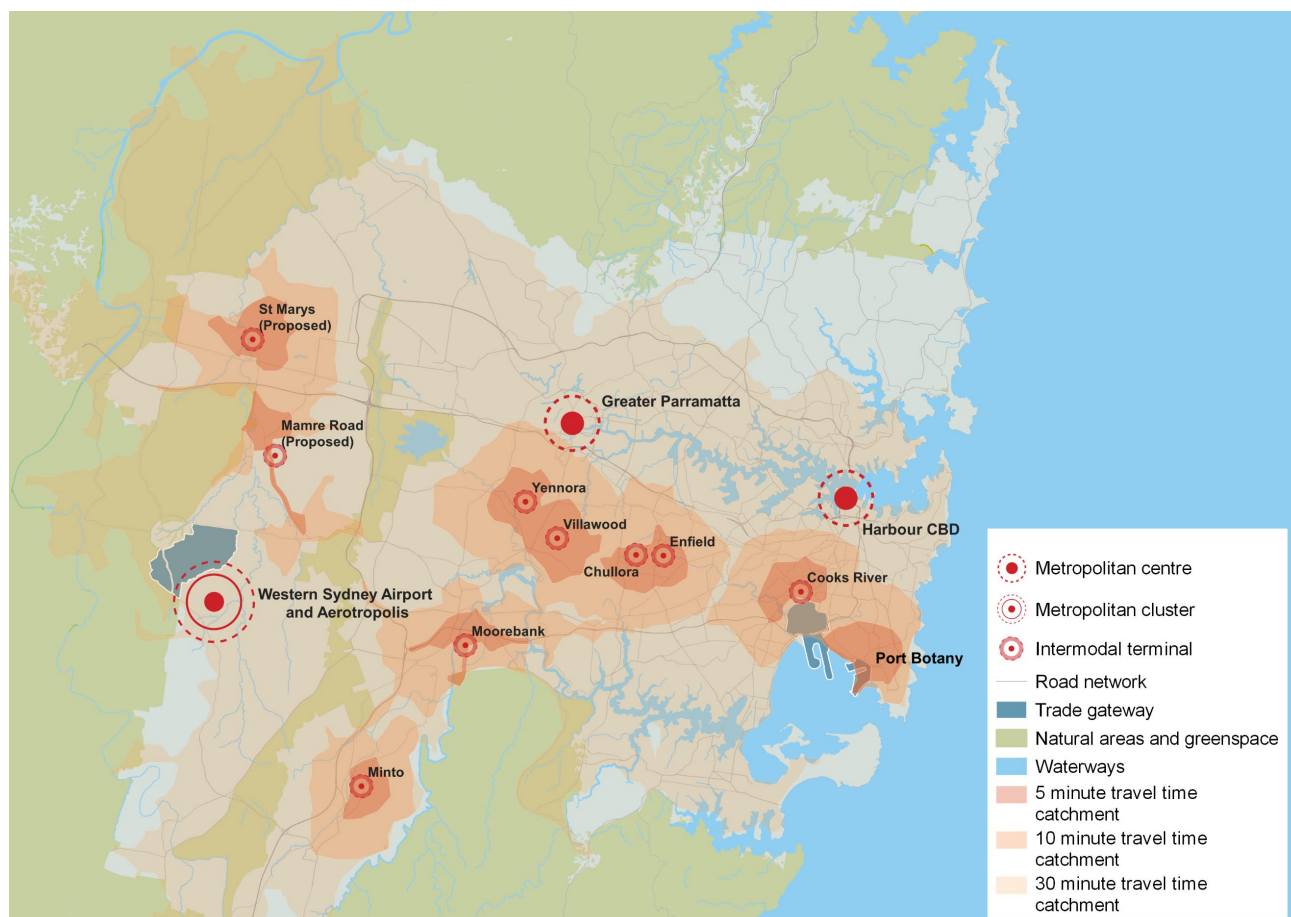 St Marys
(Proposed)
Greater Parramatta
Mamre Road
(Proposed)
Yennora
Harbour CBD
Villawood
Enfield
Chullora
Cooks River
Western Sydney Airport
and Aerotropolis
Moorebank
Port Botany
Minto
Metropolitan centre
Metropolitan cluster
Intermodal terminal
Road network
Trade gateway
Natural areas and greenspace
Waterways
5 minute travel time
catchment
10 minute travel time
catchment
30 minute travel time
catchment